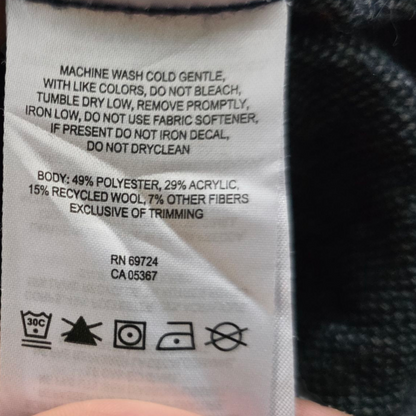 MACHINE WASH COLD GENTLE,
WITH LIKE COLORS, DO NOT BLEACH,
TUMBLE DRY LOW, REMOVE PROMPTLY,
IRON LOW, DO NOT USE FABRIC SOFTENER,
IF PRESENT DO NOT IRON DECAL,
DO NOT DRYCLEAN
BODY: 49% POLYESTER, 29% ACRYLIC,
15% RECYCLED WOOL, 7% OTHER FIBERS
EXCLUSIVE OF TRIMMING
RN 69724
CA 05367
30C